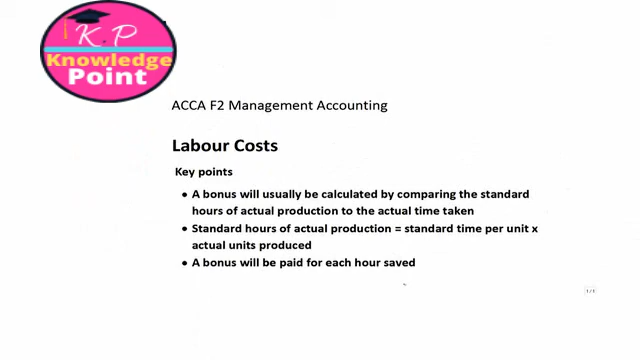 K.P
Knowledge
Point
ACCA F2 Management Accounting
Labour Costs
Key points
• A bonus will usually be calculated by comparing the standard
hours of actual production to the actual time taken
• Standard hours of actual production = standard time per unit x
actual units produced
• A bonus will be paid for each hour saved
1/1